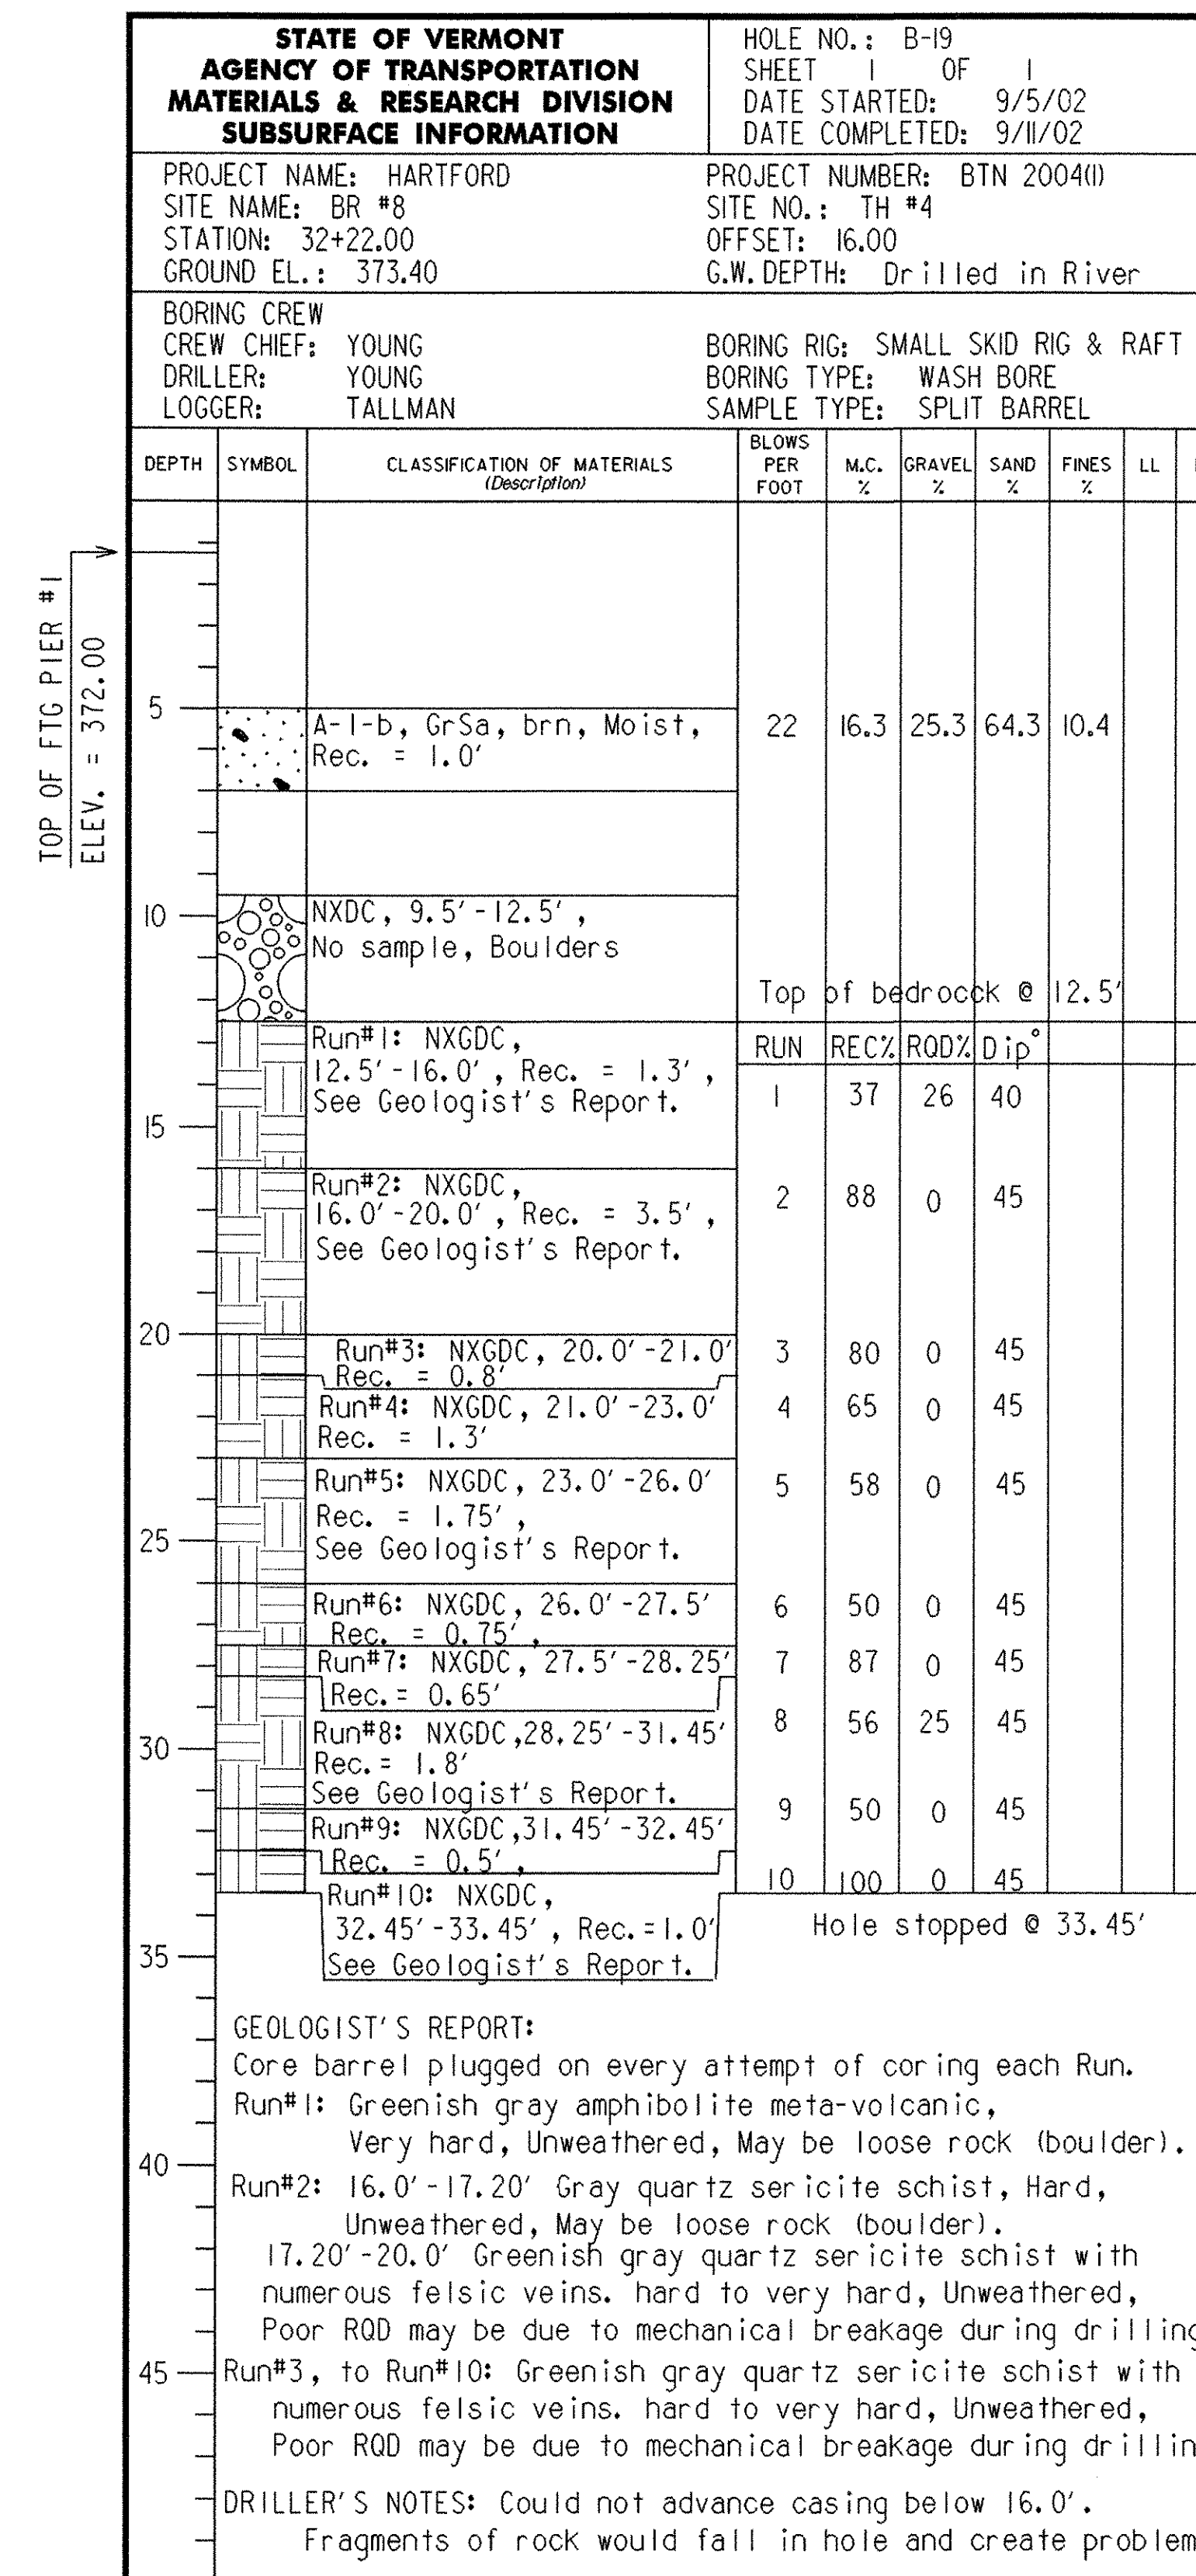 STATE OF VERMONT
AGENCY OF TRANSPORTATION
MATERIALS & RESEARCH DIVISION
SUBSURFACE INFORMATION
HOLE NO.: B-19
SHEET 1 OF 1
DATE STARTED: 9/5/02
DATE COMPLETED: 9/11/02
PROJECT NAME: HARTFORD
SITE NAME: BR #8
STATION: 32+22.00
GROUND EL.: 373.40
PROJECT NUMBER: BTN 2004(1)
SITE NO.: TH #4
OFFSET: 16.00
G.W. DEPTH: Drilled in River
BORING CREW
CREW CHIEF: YOUNG
DRILLER: YOUNG
LOGGER: TALLMAN
BORING RIG: SMALL SKID RIG & RAFT
BORING TYPE: WASH BORE
SAMPLE TYPE: SPLIT BARREL
DEPTH SYMBOL CLASSIFICATION OF MATERIALS (Description) BLOWS PER FOOT M.C. % GRAVEL % SAND % FINES % LL
TOP OF FTG PIER #1
ELEV. = 372.00
5
A-1-b, GrSa, brn, Moist, 22 16.3 25.3 64.3 10.4
Rec. = 1.0'
10
NXDC, 9.5'-12.5',
No sample, Boulders
Top of bedrocck @ 12.5'
RUN REC% RQD% Dip°
Run#1: NXGDC,
12.5'-16.0', Rec. = 1.3',
See Geologist's Report.
1 37 26 40
15
Run#2: NXGDC,
16.0'-20.0', Rec. = 3.5',
See Geologist's Report.
2 88 0 45
20
Run#3: NXGDC, 20.0'-21.0'
Rec. = 0.8'
3 80 0 45
Run#4: NXGDC, 21.0'-23.0'
Rec. = 1.3'
4 65 0 45
Run#5: NXGDC, 23.0'-26.0'
Rec. = 1.75',
See Geologist's Report.
5 58 0 45
25
Run#6: NXGDC, 26.0'-27.5'
Rec. = 0.75',
6 50 0 45
Run#7: NXGDC, 27.5'-28.25'
Rec.= 0.65'
7 87 0 45
Run#8: NXGDC,28.25'-31.45'
Rec.= 1.8'
See Geologist's Report.
8 56 25 45
30
Run#9: NXGDC,31.45'-32.45'
Rec. = 0.5',
9 50 0 45
Run#10: NXGDC,
32.45'-33.45', Rec.=1.0'
See Geologist's Report.
10 100 0 45
Hole stopped @ 33.45'
35
GEOLOGIST'S REPORT:
Core barrel plugged on every attempt of coring each Run.
Run#1: Greenish gray amphibolite meta-volcanic,
Very hard, Unweathered, May be loose rock (boulder).
40
Run#2: 16.0'-17.20' Gray quartz sericite schist, Hard,
Unweathered, May be loose rock (boulder).
17.20'-20.0' Greenish gray quartz sericite schist with
numerous felsic veins. hard to very hard, Unweathered,
Poor RQD may be due to mechanical breakage during drilling
45
Run#3, to Run#10: Greenish gray quartz sericite schist with
numerous felsic veins. hard to very hard, Unweathered,
Poor RQD may be due to mechanical breakage during drillin
DRILLER'S NOTES: Could not advance casing below 16.0'.
Fragments of rock would fall in hole and create problem